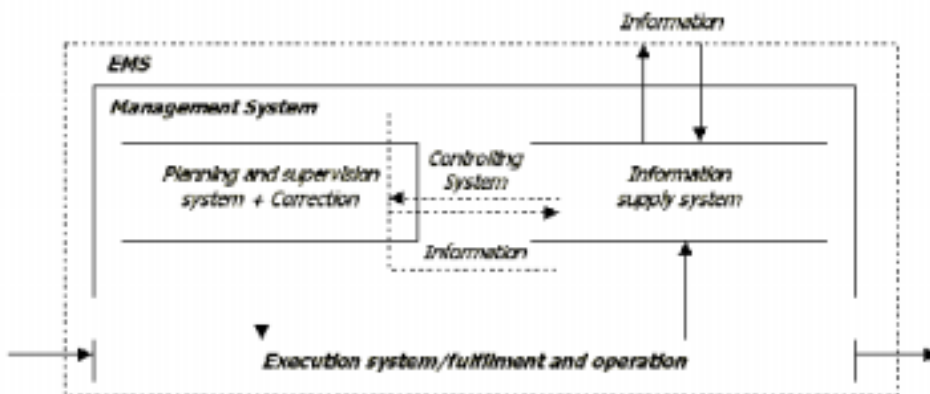 Information
EMS
Management System
Planning and supervision
system + Correction
Controlling
System
Information
supply system
Information
Execution system/fulfilment and operation